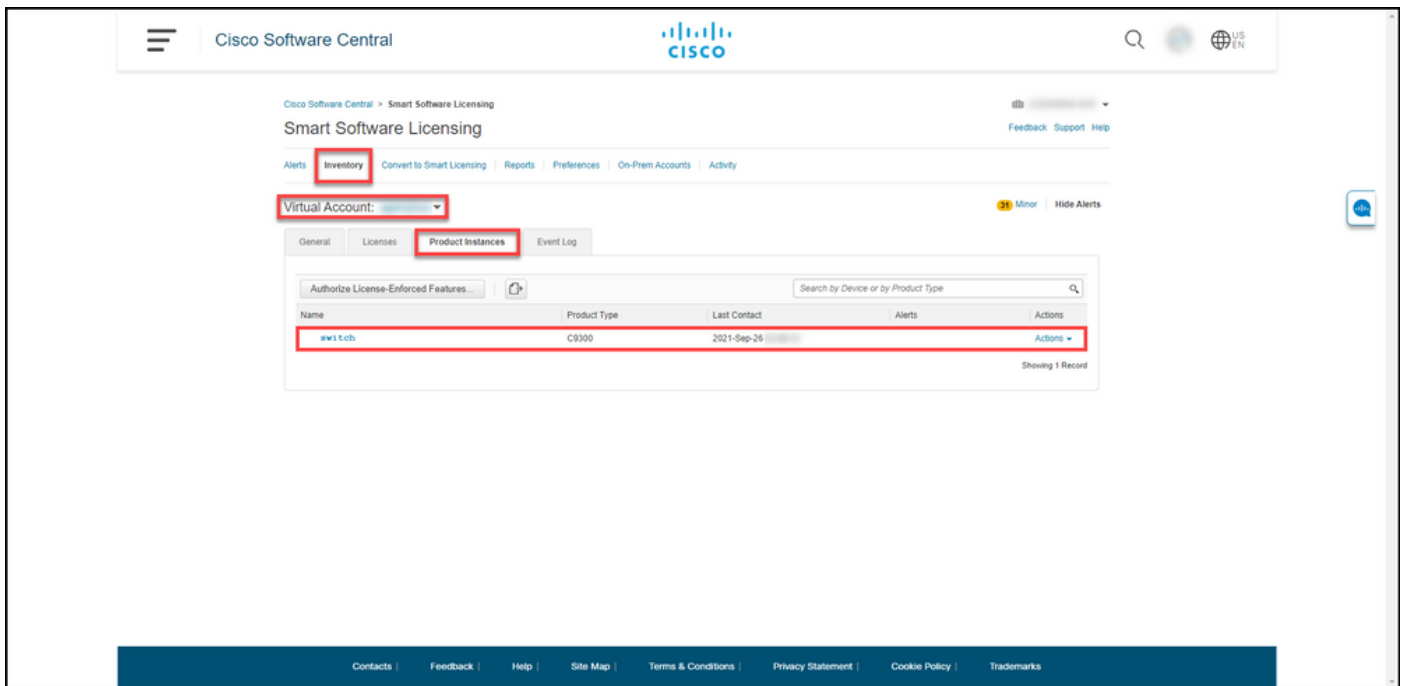 Cisco Software Central
CISCO
US
EN
Cisco Software Central > Smart Software Licensing
Smart Software Licensing
Feedback Support Help
Alerts | Inventory | Convert to Smart Licensing | Reports | Preferences | On-Prem Accounts | Activity
Virtual Account:
31 Minor | Hide Alerts
General Licenses Product Instances Event Log
Authorize License-Enforced Features... Search by Device or by Product Type
Name Product Type Last Contact Alerts Actions
switch C9300 2021-Sep-26 Actions
Showing 1 Record
Contacts | Feedback | Help | Site Map | Terms & Conditions | Privacy Statement | Cookie Policy | Trademarks